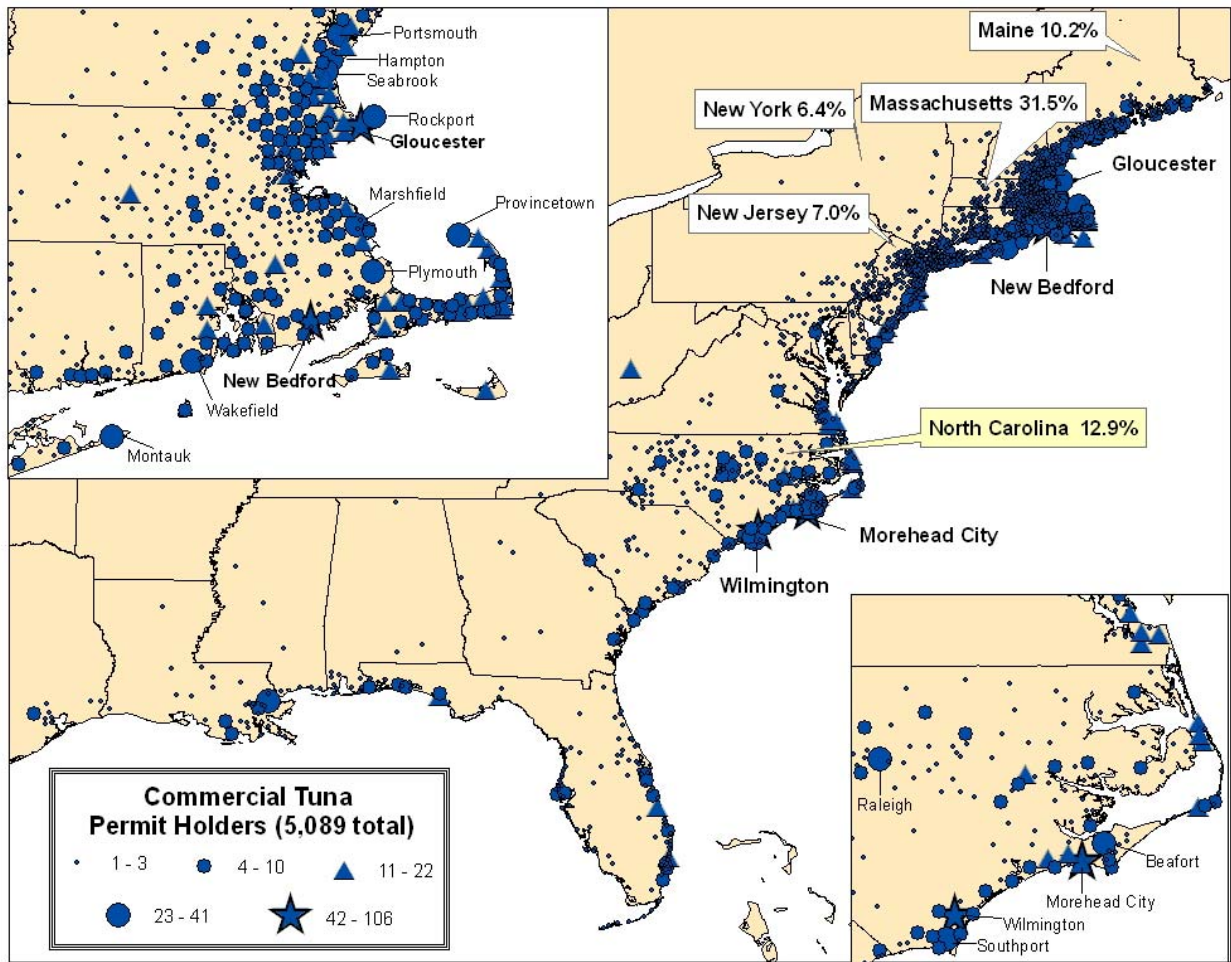 Portsmouth
Hampton
Seabrook
Rockport
Gloucester
Marshfield
Provincetown
Plymouth
New Bedford
Wakefield
Montauk
Maine 10.2%
New York 6.4%
Massachusetts 31.5%
Gloucester
New Jersey 7.0%
New Bedford
North Carolina 12.9%
Morehead City
Wilmington
Commercial Tuna
Permit Holders (5,089 total)
1 - 3
4 - 10
11 - 22
23 - 41
42 - 106
Raleigh
Beafort
Morehead City
Wilmington
Southport